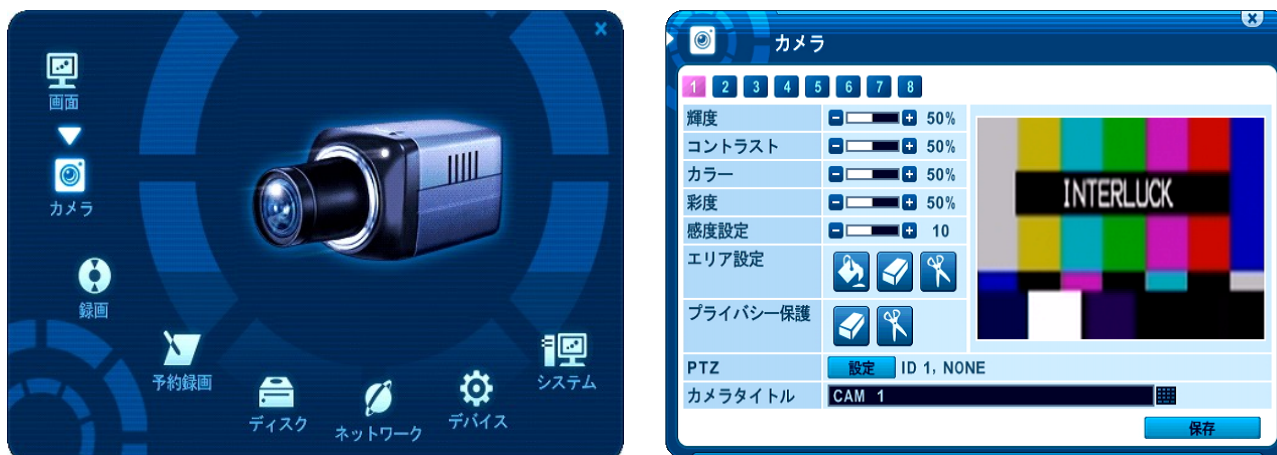 画面
カメラ
録画
予約録画
ディスク
ネットワーク
デバイス
システム
カメラ
1 2 3 4 5 6 7 8
輝度 50%
コントラスト 50%
カラー 50%
彩度 50%
感度設定 10
エリア設定
プライバシー保護
PTZ 設定 ID 1, NONE
カメラタイトル CAM 1
保存
INTERLUCK